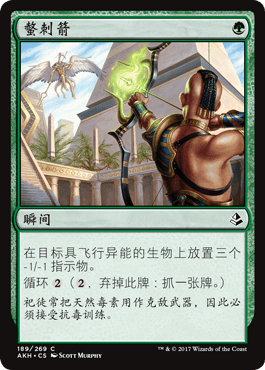 螫刺箭
瞬间
在目标具飞行异能的生物上放置三个
-1/-1 指示物。
循环 2（2，弃掉此牌：抓一张牌。）
祀徒常把天然毒素用作克敌武器，因此必
须接受抗毒训练。
189/269 C
AKH • CS SCOTT MURPHY
™ & © 2017 Wizards of the Coast